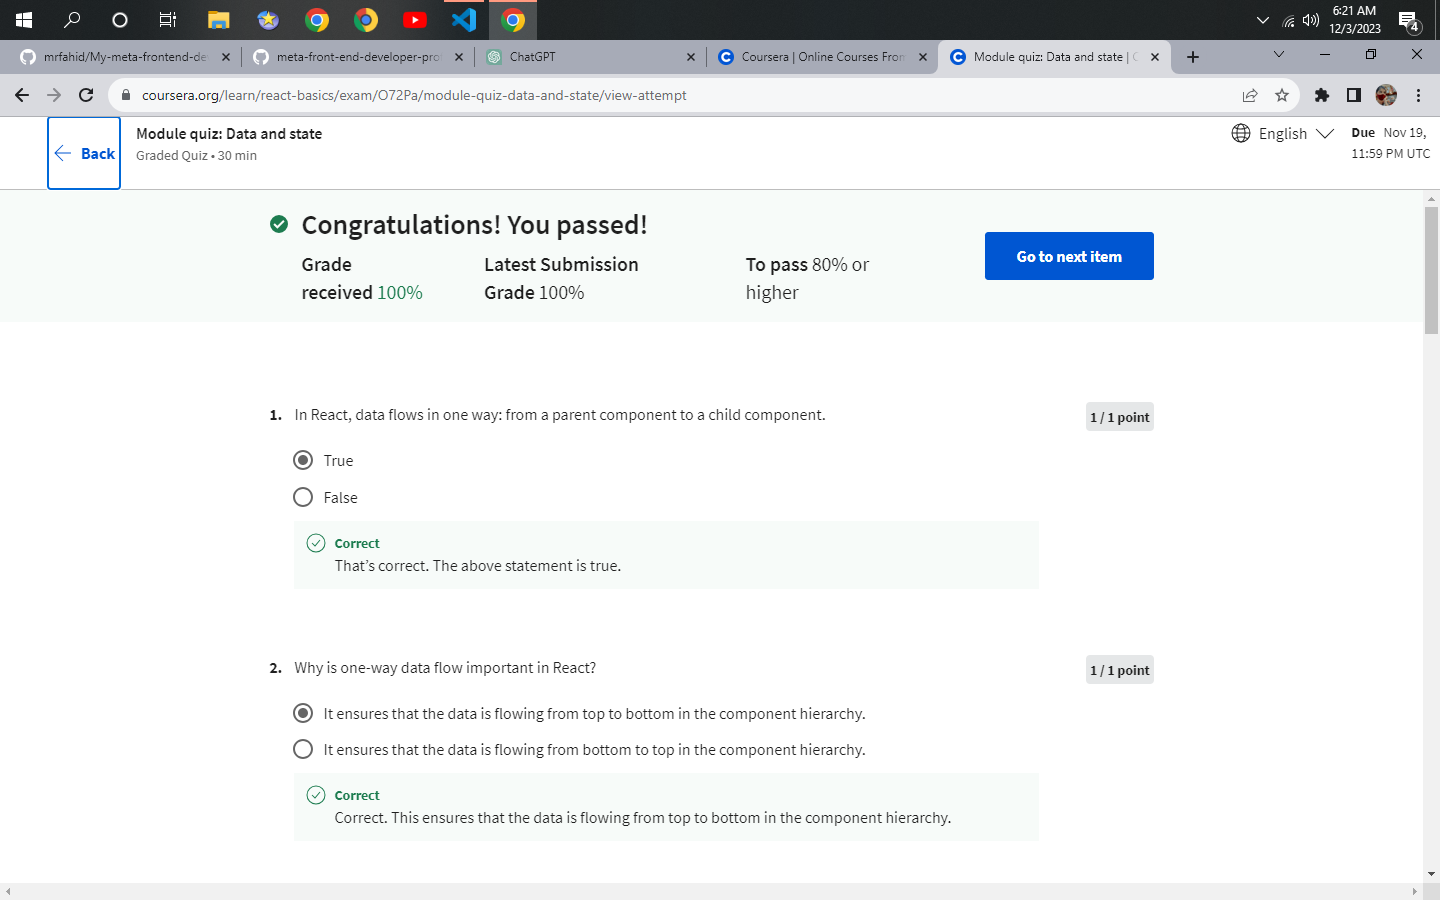 6:21 AM
12/3/2023
4
mrfahid/My-meta-frontend-de
meta-front-end-developer-pro
ChatGPT
Coursera | Online Courses From
Module quiz: Data and state | C
coursera.org/learn/react-basics/exam/O72Pa/module-quiz-data-and-state/view-attempt
Back
Module quiz: Data and state
Graded Quiz • 30 min
English
Due Nov 19,
11:59 PM UTC
Congratulations! You passed!
Grade
received 100%
Latest Submission
Grade 100%
To pass 80% or
higher
Go to next item
1. In React, data flows in one way: from a parent component to a child component.
1 / 1 point
True
False
Correct
That’s correct. The above statement is true.
2. Why is one-way data flow important in React?
1 / 1 point
It ensures that the data is flowing from top to bottom in the component hierarchy.
It ensures that the data is flowing from bottom to top in the component hierarchy.
Correct
Correct. This ensures that the data is flowing from top to bottom in the component hierarchy.